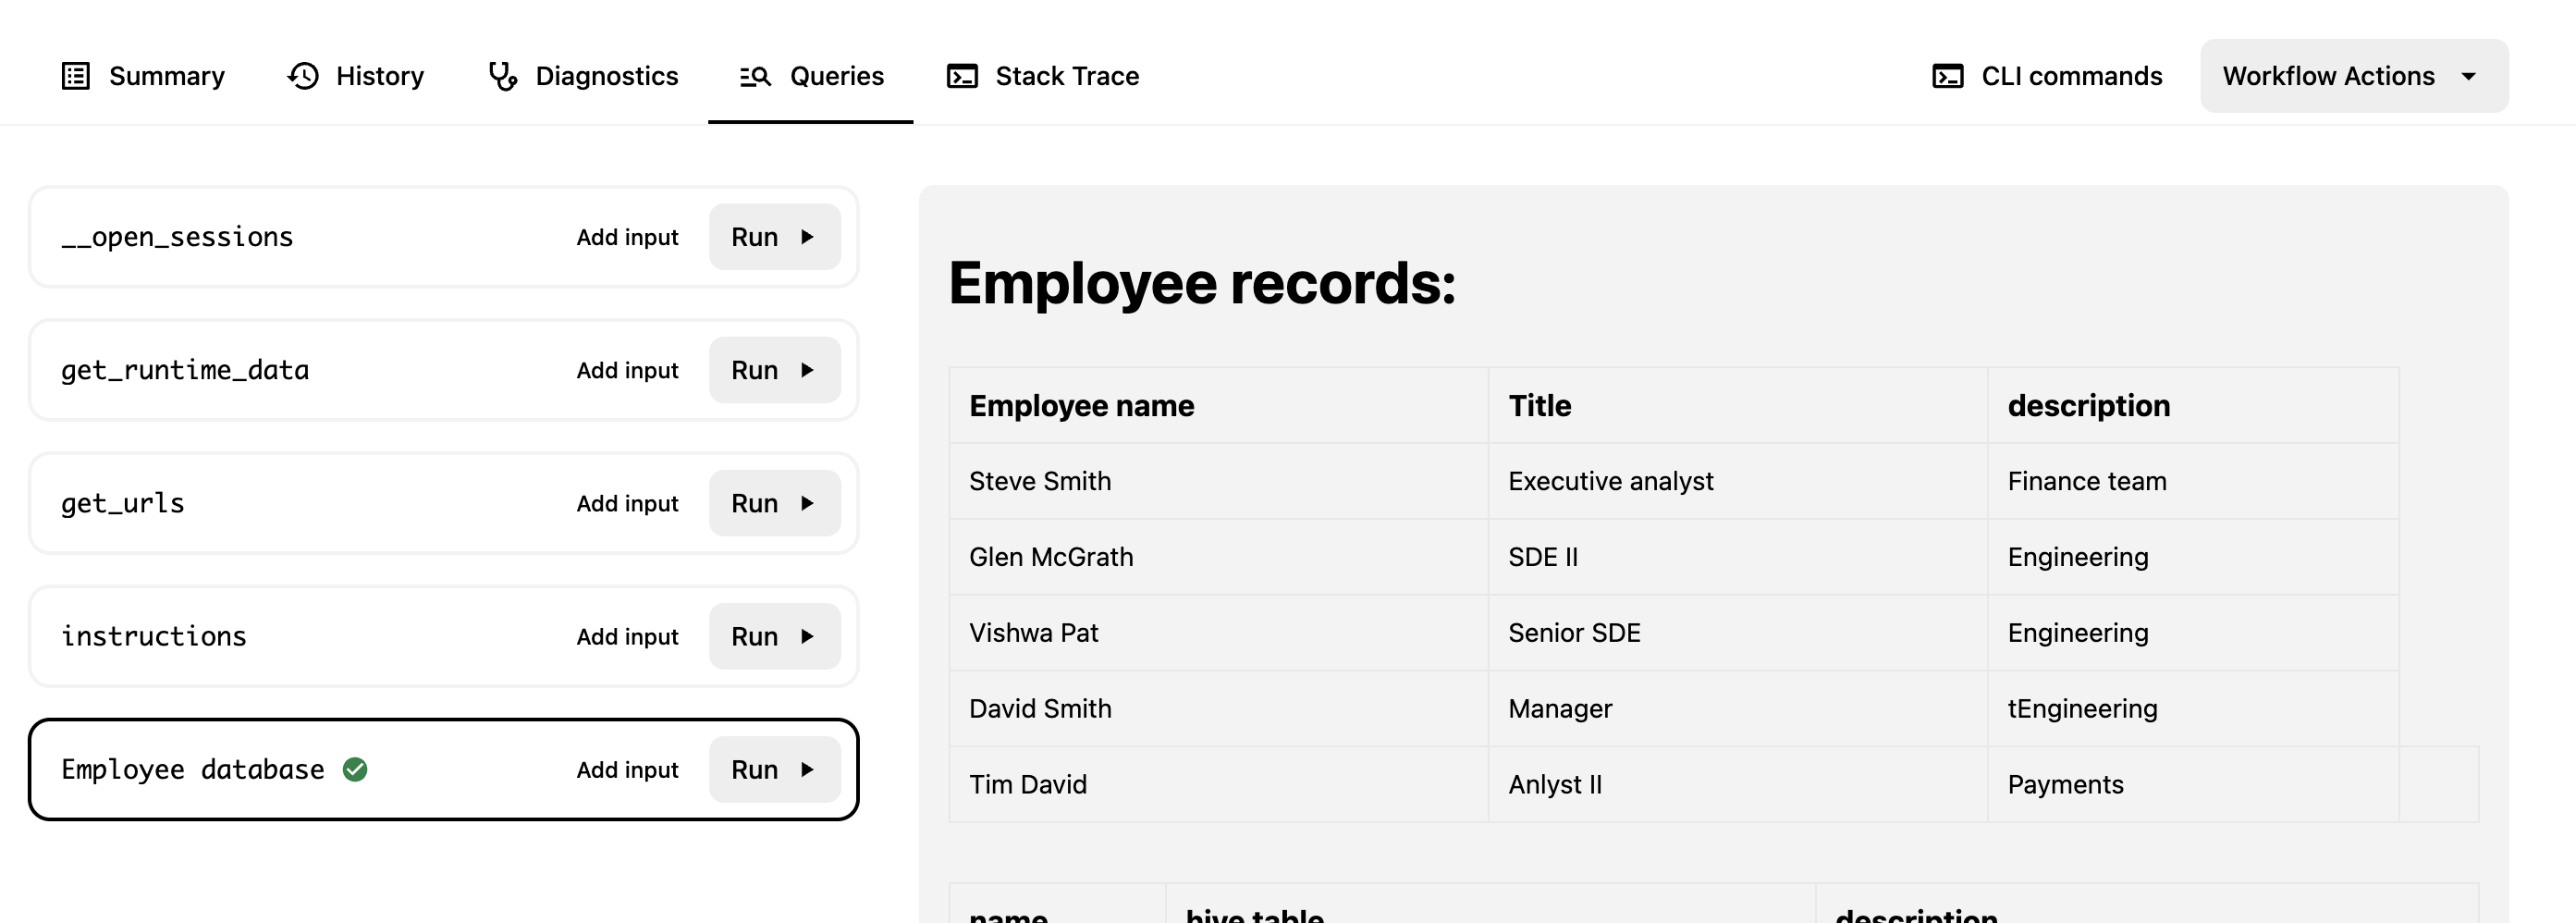 Summary History Diagnostics Queries Stack Trace CLI commands Workflow Actions
__open_sessions Add input Run
get_runtime_data Add input Run
get_urls Add input Run
instructions Add input Run
Employee database Add input Run
Employee records:
Employee name Title description
Steve Smith Executive analyst Finance team
Glen McGrath SDE II Engineering
Vishwa Pat Senior SDE Engineering
David Smith Manager tEngineering
Tim David Anlyst II Payments
name hive table description